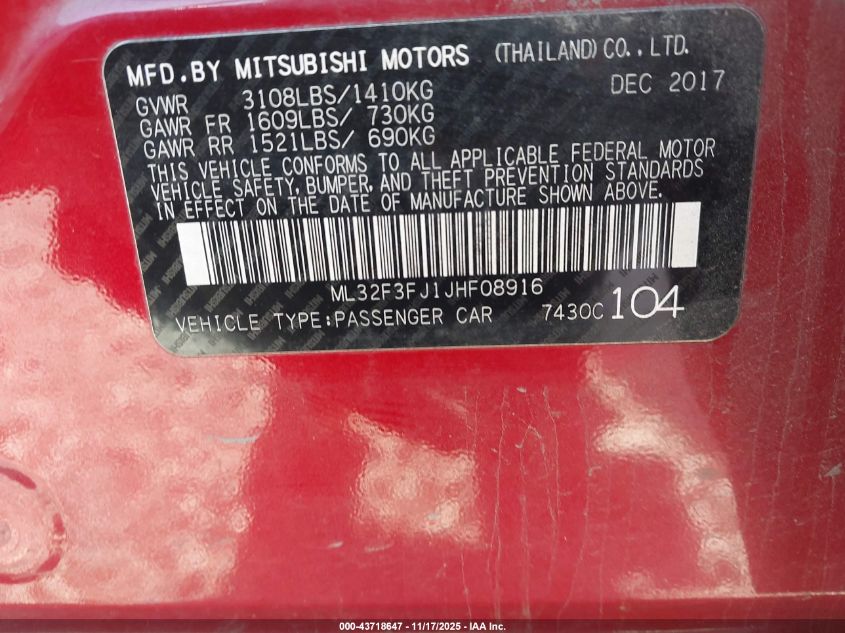 MFD.BY MITSUBISHI MOTORS (THAILAND)CO.,LTD.
GVWR 3108LBS/1410KG DEC 2017
GAWR FR 1609LBS/ 730KG
GAWR RR 1521LBS/ 690KG
THIS VEHICLE CONFORMS TO ALL APPLICABLE FEDERAL MOTOR
VEHICLE SAFETY, BUMPER, AND THEFT PREVENTION STANDARDS
IN EFFECT ON THE DATE OF MANUFACTURE SHOWN ABOVE.
ML32F3FJ1JHF08916
VEHICLE TYPE:PASSENGER CAR 7430C 104
000-43718647 - 11/17/2025 - IAA Inc.